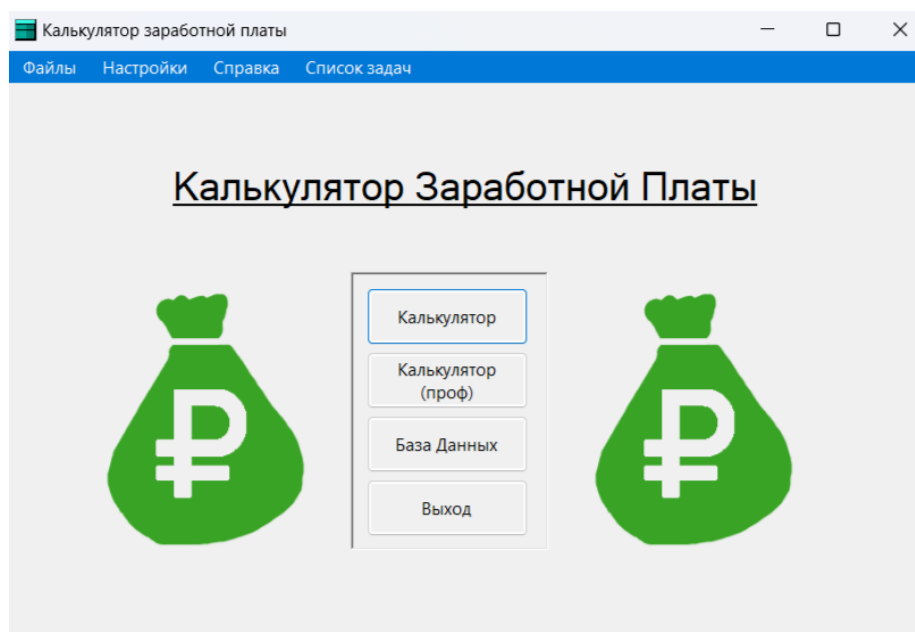 Калькулятор заработной платы
Файлы Настройки Справка Список задач
Калькулятор Заработной Платы
Калькулятор
Калькулятор
(проф)
База Данных
Выход